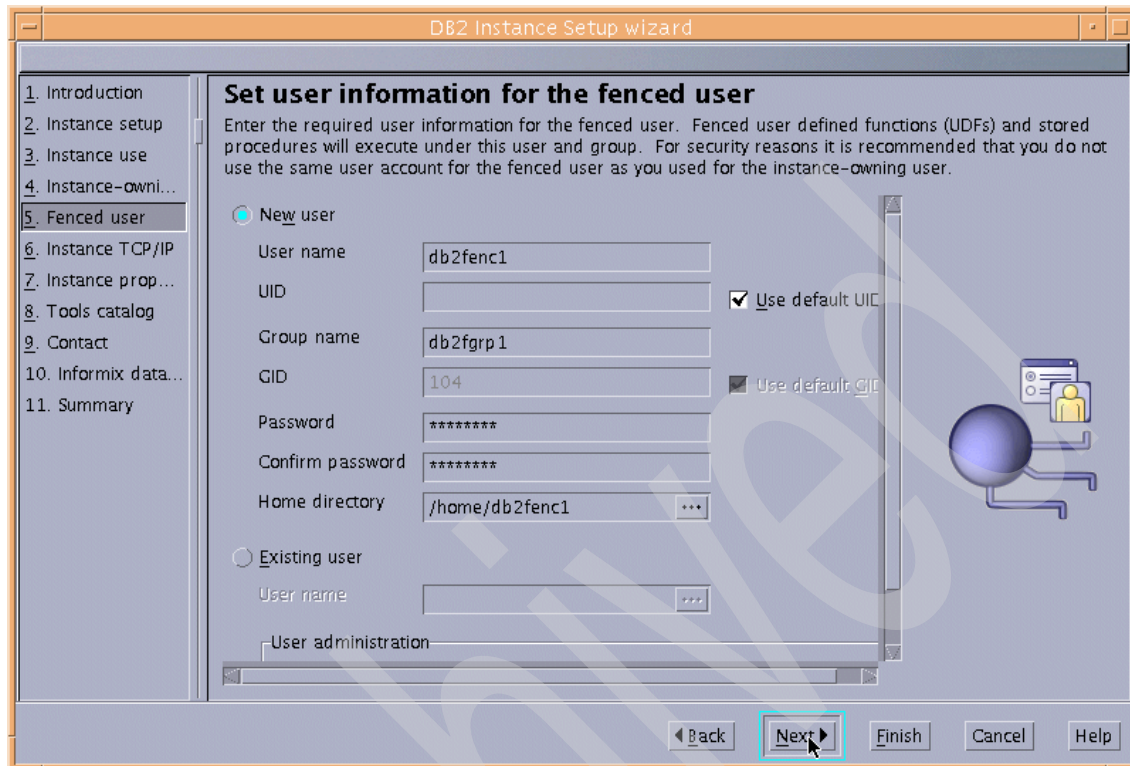 DB2 Instance Setup wizard
1. Introduction
2. Instance setup
3. Instance use
4. Instance-owni...
5. Fenced user
6. Instance TCP/IP
7. Instance prop...
8. Tools catalog
9. Contact
10. Informix data...
11. Summary
Set user information for the fenced user
Enter the required user information for the fenced user. Fenced user defined functions (UDFs) and stored
procedures will execute under this user and group. For security reasons it is recommended that you do not
use the same user account for the fenced user as you used for the instance-owning user.
New user
User name db2fenc1
UID Use default UID
Group name db2fgrp1
GID 104 Use default GID
Password ********
Confirm password ********
Home directory /home/db2fenc1 ...
Existing user
User name ...
User administration
Back Next Finish Cancel Help
hived